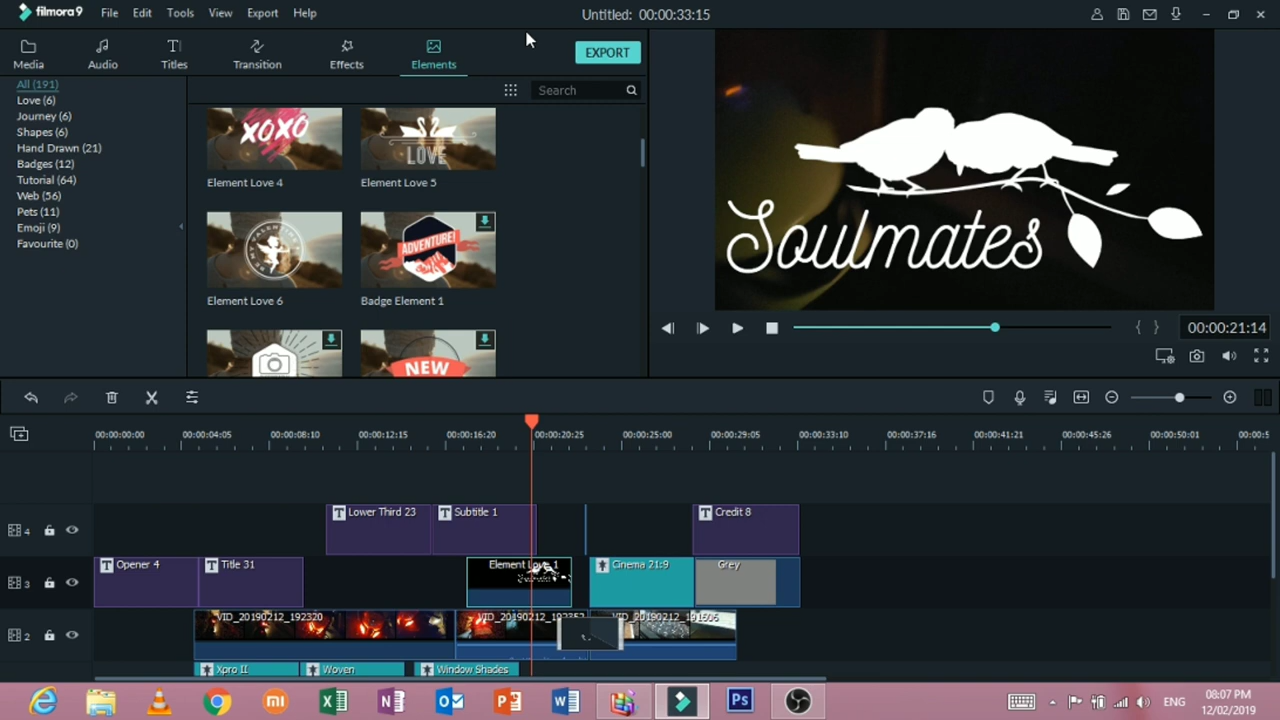 filmora9 File Edit Tools View Export Help Untitled: 00:00:33:15
Media Audio Titles Transition Effects Elements EXPORT
All (191)
Love (6)
Journey (6)
Shapes (6)
Hand Drawn (21)
Badges (12)
Tutorial (64)
Web (56)
Pets (11)
Emoji (9)
Favourite (0)
Search
XOXO LOVE
Element Love 4 Element Love 5
ADVENTURE!
Element Love 6 Badge Element 1
NEW
Soulmates
{ } 00:00:21:14
00:00:00:00 00:00:04:05 00:00:08:10 00:00:12:15 00:00:16:20 00:00:20:25 00:00:25:00 00:00:29:05 00:00:33:10 00:00:37:16 00:00:41:21 00:00:45:26 00:00:50:01 00:00:5
4 T Lower Third 23 T Subtitle 1 T Credit 8
3 T Opener 4 T Title 31 Element Love 1 Cinema 21:9 Grey
2 VID_20190212_192320 VID_20190212_191606
Xpro II Woven Window Shades
ENG 08:07 PM
12/02/2019